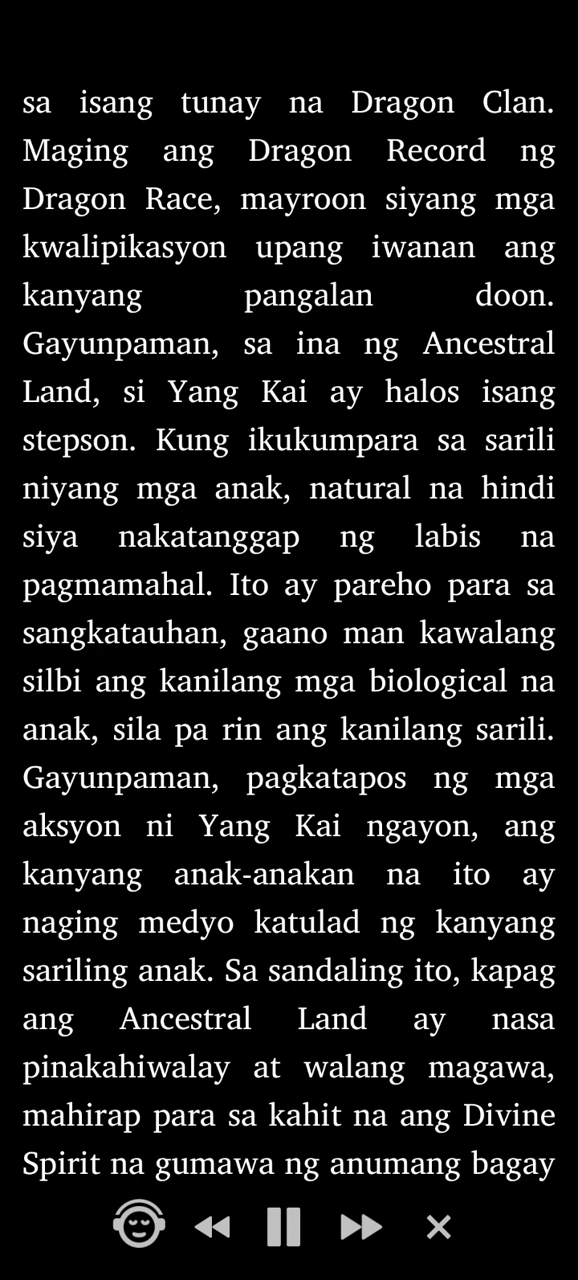 sa isang tunay na Dragon Clan.
Maging ang Dragon Record ng
Dragon Race, mayroon siyang mga
kwalipikasyon upang iwanan ang
kanyang pangalan doon.
Gayunpaman, sa ina ng Ancestral
Land, si Yang Kai ay halos isang
stepson. Kung ikukumpara sa sarili
niyang mga anak, natural na hindi
siya nakatanggap ng labis na
pagmamahal. Ito ay pareho para sa
sangkatauhan, gaano man kawalang
silbi ang kanilang mga biological na
anak, sila pa rin ang kanilang sarili.
Gayunpaman, pagkatapos ng mga
aksyon ni Yang Kai ngayon, ang
kanyang anak-anakan na ito ay
naging medyo katulad ng kanyang
sariling anak. Sa sandaling ito, kapag
ang Ancestral Land ay nasa
pinakahiwalay at walang magawa,
mahirap para sa kahit na ang Divine
Spirit na gumawa ng anumang bagay